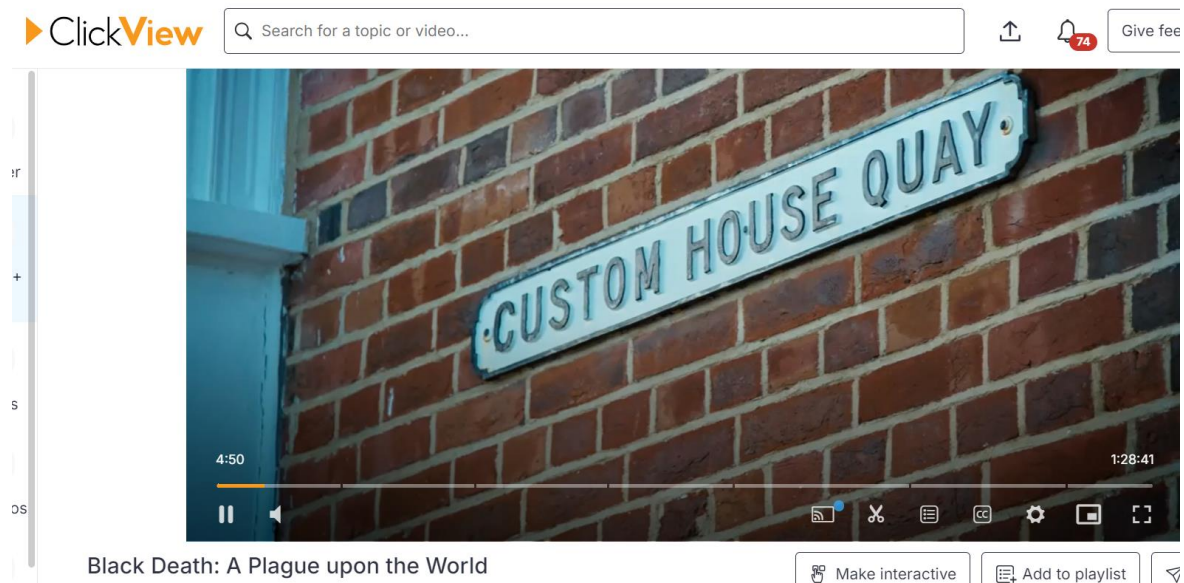 ClickView
Search for a topic or video...
74
Give fee
er
+
s
os
CUSTOM HOUSE QUAY
4:50
1:28:41
CC
Black Death: A Plague upon the World
Make interactive
Add to playlist